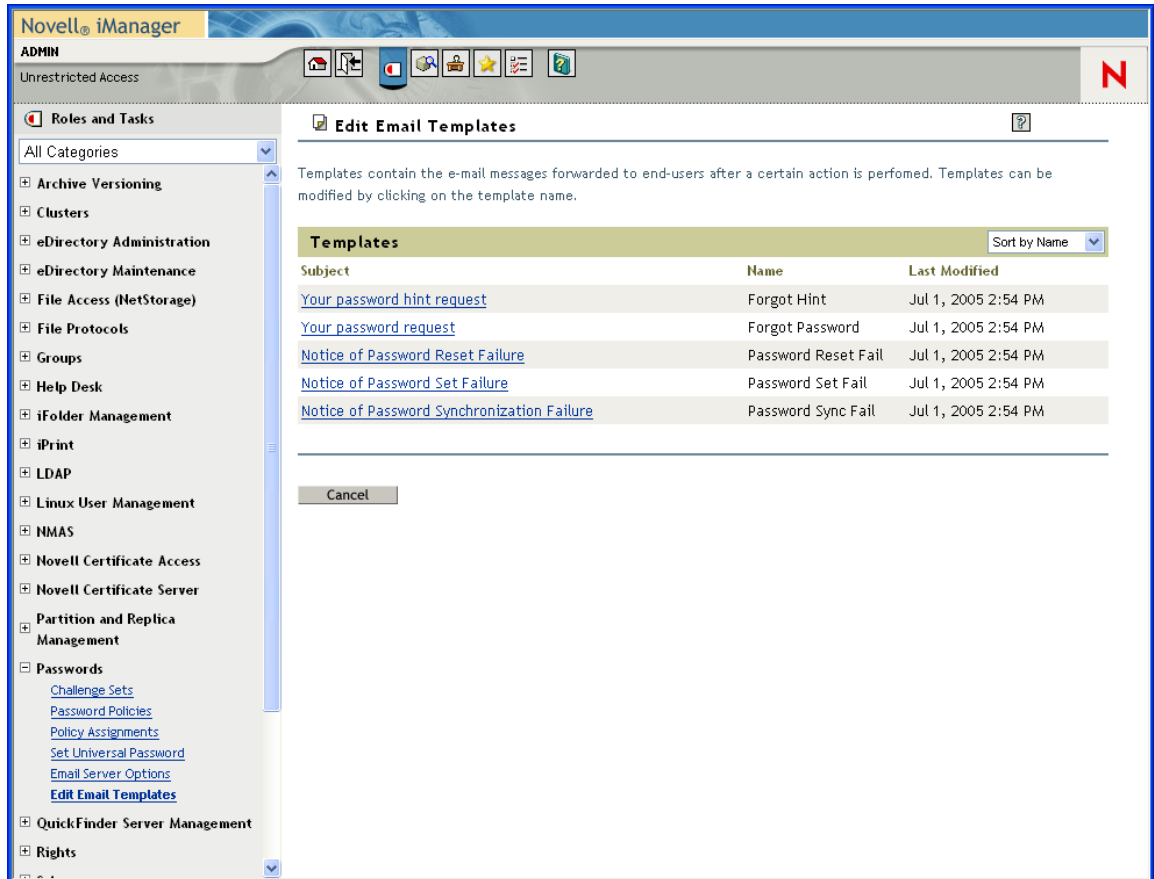 Novell® iManager
ADMIN
Unrestricted Access
N
Roles and Tasks
All Categories
Archive Versioning
Clusters
eDirectory Administration
eDirectory Maintenance
File Access (NetStorage)
File Protocols
Groups
Help Desk
iFolder Management
iPrint
LDAP
Linux User Management
NMAS
Novell Certificate Access
Novell Certificate Server
Partition and Replica
Management
Passwords
Challenge Sets
Password Policies
Policy Assignments
Set Universal Password
Email Server Options
Edit Email Templates
QuickFinder Server Management
Rights
Edit Email Templates
?
Templates contain the e-mail messages forwarded to end-users after a certain action is perfomed. Templates can be
modified by clicking on the template name.
Templates Sort by Name
Subject Name Last Modified
Your password hint request Forgot Hint Jul 1, 2005 2:54 PM
Your password request Forgot Password Jul 1, 2005 2:54 PM
Notice of Password Reset Failure Password Reset Fail Jul 1, 2005 2:54 PM
Notice of Password Set Failure Password Set Fail Jul 1, 2005 2:54 PM
Notice of Password Synchronization Failure Password Sync Fail Jul 1, 2005 2:54 PM
Cancel